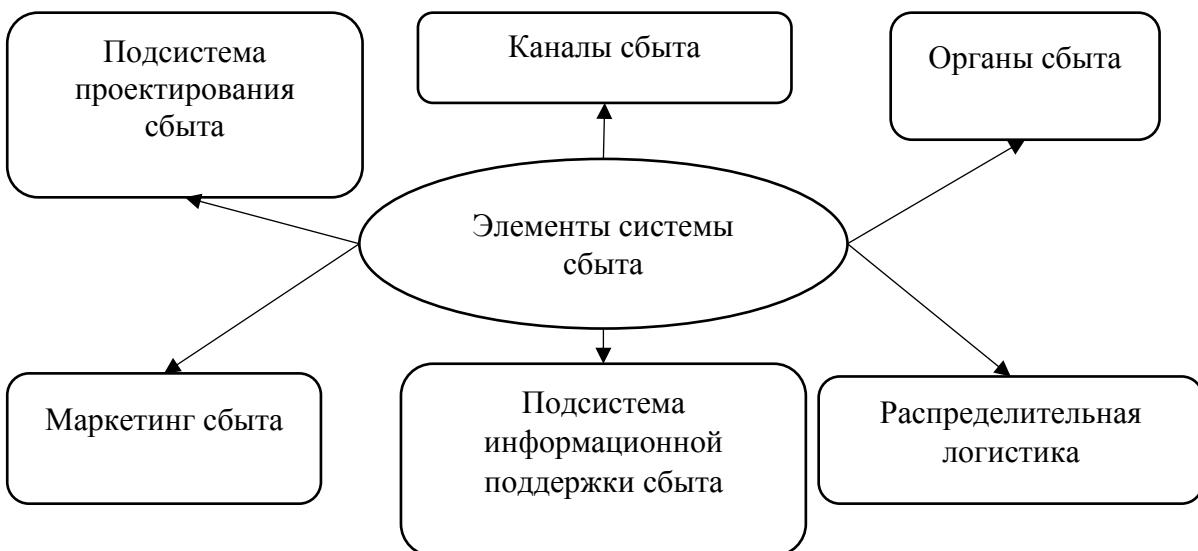 Подсистема
проектирования
сбыта
Каналы сбыта
Органы сбыта
Элементы системы
сбыта
Маркетинг сбыта
Подсистема
информационной
поддержки сбыта
Распределительная
логистика